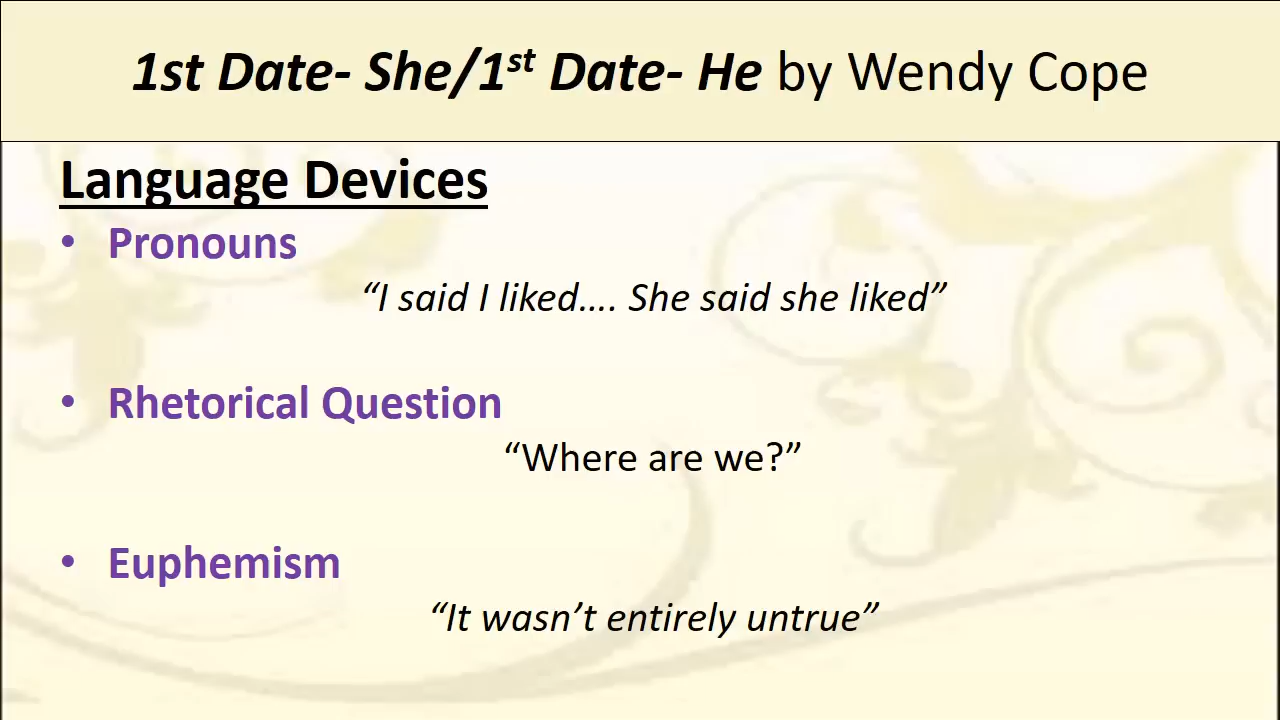 1st Date- She/1st Date- He by Wendy Cope
Language Devices
• Pronouns
“I said I liked…. She said she liked”
• Rhetorical Question
“Where are we?”
• Euphemism
“It wasn’t entirely untrue”